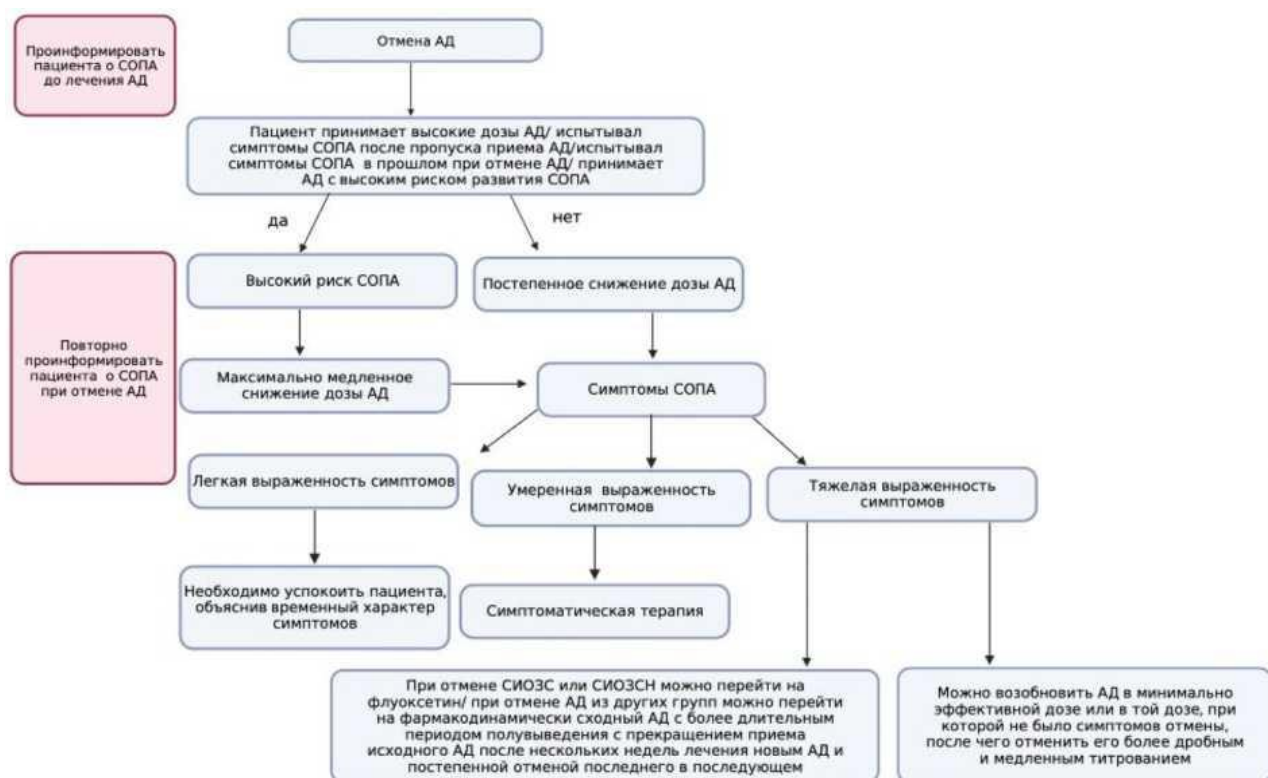 Проинформировать
пациента о СОПА
до лечения АД
Отмена АД
Пациент принимает высокие дозы АД/ испытывал
симптомы СОПА после пропуска приема АД/испытывал
симптомы СОПА в прошлом при отмене АД/ принимает
АД с высоким риском развития СОПА
да
нет
Повторно
проинформировать
пациента о СОПА
при отмене АД
Высокий риск СОПА
Постепенное снижение дозы АД
Максимально медленное
снижение дозы АД
Симптомы СОПА
Легкая выраженность симптомов
Умеренная выраженность
симптомов
Тяжелая выраженность
симптомов
Необходимо успокоить пациента,
объяснив временный характер
симптомов
Симптоматическая терапия
При отмене СИОЗС или СИОЗСН можно перейти на
флуоксетин/ при отмене АД из других групп можно перейти
на фармакодинамически сходный АД с более длительным
периодом полувыведения с прекращением приема
исходного АД после нескольких недель лечения новым АД и
постепенной отменой последнего в последующем
Можно возобновить АД в минимально
эффективной дозе или в той дозе, при
которой не было симптомов отмены,
после чего отменить его более дробным
и медленным титрованием